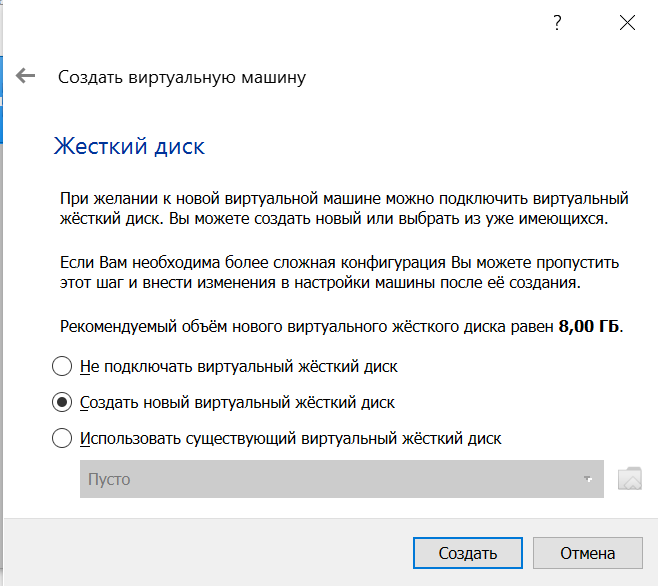 ?
Создать виртуальную машину
Жесткий диск
При желании к новой виртуальной машине можно подключить виртуальный
жёсткий диск. Вы можете создать новый или выбрать из уже имеющихся.
Если Вам необходима более сложная конфигурация Вы можете пропустить
этот шаг и внести изменения в настройки машины после её создания.
Рекомендуемый объём нового виртуального жёсткого диска равен 8,00 ГБ.
Не подключать виртуальный жёсткий диск
Создать новый виртуальный жёсткий диск
Использовать существующий виртуальный жёсткий диск
Пусто
Создать
Отмена